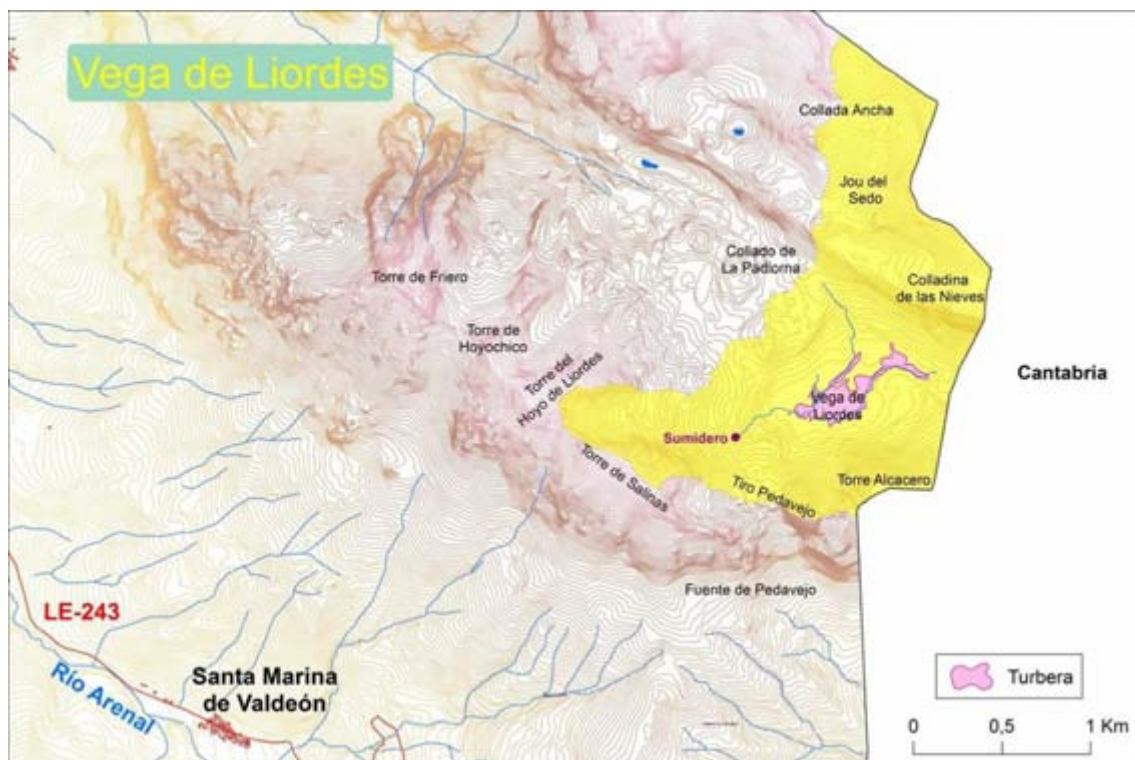 Vega de Liordes
Collada Ancha
Jou del
Sedo
Collado de
La Padiorna
Torre de Friero
Colladina
de las Nieves
Torre de
Hoyochico
Torre del
Hoyo de Liordes
Cantabria
Vega de
Liordes
Sumidero
Torre de Salinas
Tiro Pedavejo
Torre Alcacero
Fuente de Pedavejo
LE-243
Río Arenal
Santa Marina
de Valdeón
Turbera
0 0,5 1 Km